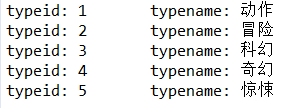 typeid: 1 typename: 动作
typeid: 2 typename: 冒险
typeid: 3 typename: 科幻
typeid: 4 typename: 奇幻
typeid: 5 typename: 惊悚